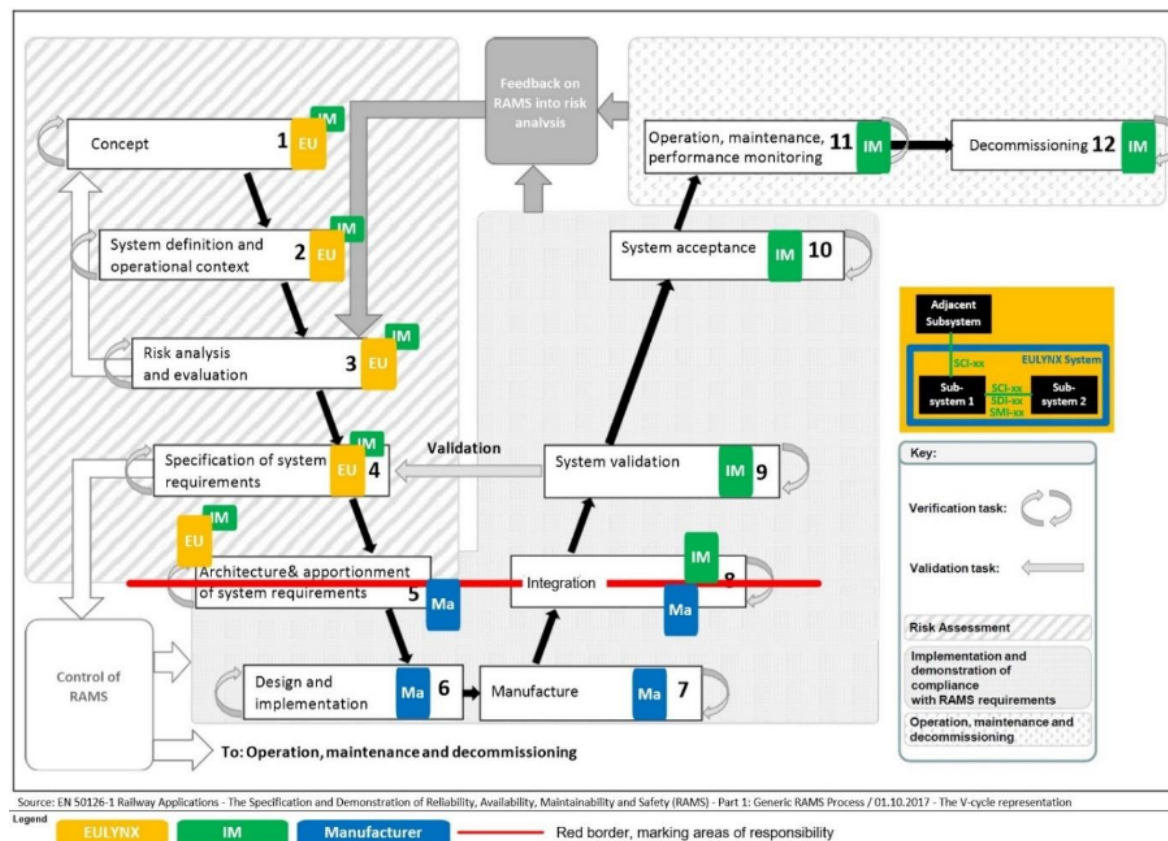 Feedback on
RAMS into risk
analysis
Concept
1
EU
IM
System definition and
operational context
2
EU
IM
Risk analysis
and evaluation
3
EU
IM
Specification of system
requirements
4
EU
IM
Validation
EU
IM
Architecture& apportionment
of system requirements
5
Ma
Design and
implementation
6
Ma
Manufacture
7
Ma
Integration
8
IM
Ma
System validation
9
IM
System acceptance
10
IM
Operation, maintenance,
performance monitoring
11
IM
Decommissioning
12
IM
Control of
RAMS
To: Operation, maintenance and decommissioning
Adjacent
Subsystem
EULYNX System
SCI-xx
Sub-
system 1
SCI-xx
SDI-xx
SMI-xx
Sub-
system 2
Key:
Verification task:
Validation task:
Risk Assessment
Implementation and
demonstration of
compliance
with RAMS requirements
Operation, maintenance and
decommissioning
Source: EN 50126-1 Railway Applications - The Specification and Demonstration of Reliability, Availability, Maintainability and Safety (RAMS) - Part 1: Generic RAMS Process / 01.10.2017 - The V-cycle representation
Legend
EULYNX
IM
Manufacturer
Red border, marking areas of responsibility